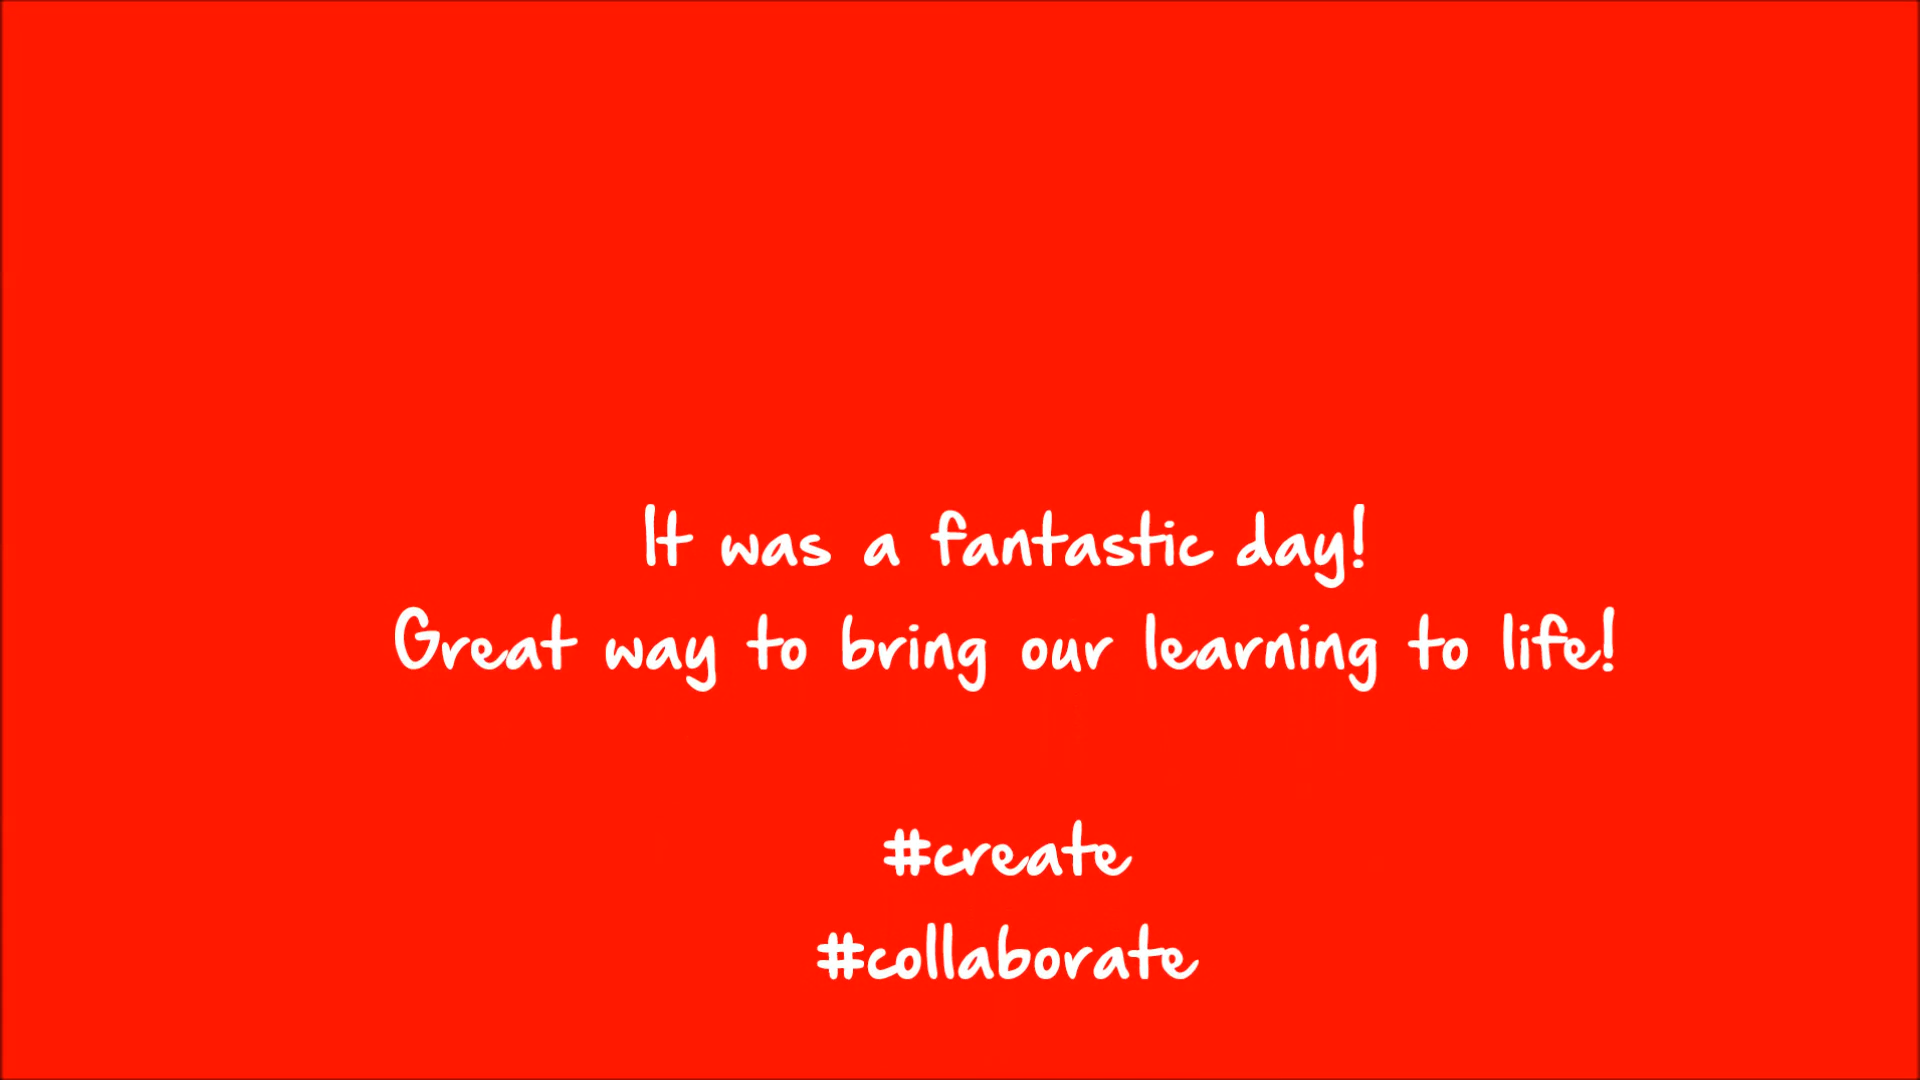 It was a fantastic day!
Great way to bring our learning to life!
#create
#collaborate